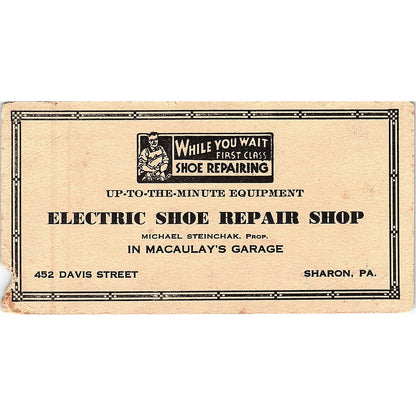 WHILE YOU WAIT
FIRST CLASS
SHOE REPAIRING
UP-TO-THE-MINUTE EQUIPMENT
ELECTRIC SHOE REPAIR SHOP
MICHAEL STEINCHAK, PROP.
IN MACAULAY'S GARAGE
452 DAVIS STREET
SHARON, PA.